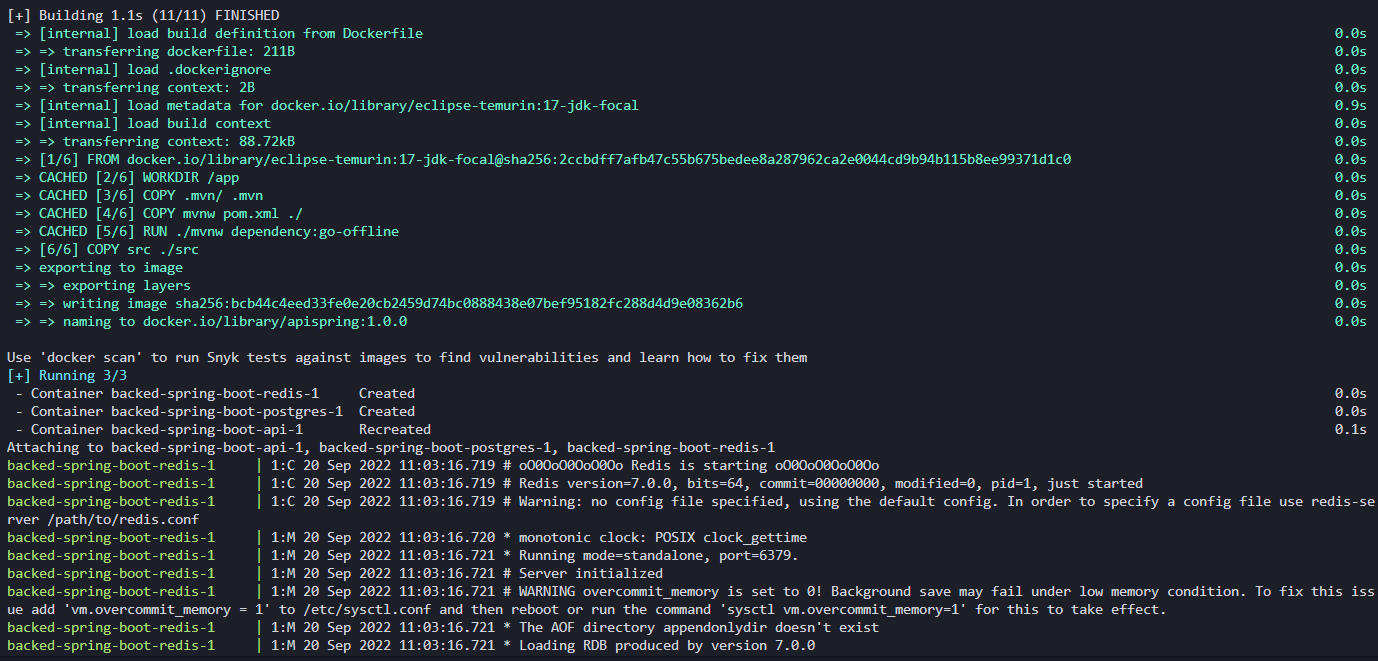 [+] Building 1.1s (11/11) FINISHED
=> [internal] load build definition from Dockerfile 0.0s
=> => transferring dockerfile: 211B 0.0s
=> [internal] load .dockerignore 0.0s
=> => transferring context: 2B 0.0s
=> [internal] load metadata for docker.io/library/eclipse-temurin:17-jdk-focal 0.9s
=> [internal] load build context 0.0s
=> => transferring context: 88.72kB 0.0s
=> [1/6] FROM docker.io/library/eclipse-temurin:17-jdk-focal@sha256:2ccbdff7afb47c55b675bedee8a287962ca2e0044cd9b94b115b8ee99371d1c0 0.0s
=> CACHED [2/6] WORKDIR /app 0.0s
=> CACHED [3/6] COPY .mvn/ .mvn 0.0s
=> CACHED [4/6] COPY mvnw pom.xml ./ 0.0s
=> CACHED [5/6] RUN ./mvnw dependency:go-offline 0.0s
=> [6/6] COPY src ./src 0.0s
=> exporting to image 0.0s
=> => exporting layers 0.0s
=> => writing image sha256:bcb44c4eed33fe0e20cb2459d74bc0888438e07bef95182fc288d4d9e08362b6 0.0s
=> => naming to docker.io/library/apispring:1.0.0 0.0s
Use 'docker scan' to run Snyk tests against images to find vulnerabilities and learn how to fix them
[+] Running 3/3
- Container backed-spring-boot-redis-1 Created 0.0s
- Container backed-spring-boot-postgres-1 Created 0.0s
- Container backed-spring-boot-api-1 Recreated 0.1s
Attaching to backed-spring-boot-api-1, backed-spring-boot-postgres-1, backed-spring-boot-redis-1
backed-spring-boot-redis-1 | 1:C 20 Sep 2022 11:03:16.719 # oO0OoO0OoO0Oo Redis is starting oO0OoO0OoO0Oo
backed-spring-boot-redis-1 | 1:C 20 Sep 2022 11:03:16.719 # Redis version=7.0.0, bits=64, commit=00000000, modified=0, pid=1, just started
backed-spring-boot-redis-1 | 1:C 20 Sep 2022 11:03:16.719 # Warning: no config file specified, using the default config. In order to specify a config file use redis-se
rver /path/to/redis.conf
backed-spring-boot-redis-1 | 1:M 20 Sep 2022 11:03:16.720 * monotonic clock: POSIX clock_gettime
backed-spring-boot-redis-1 | 1:M 20 Sep 2022 11:03:16.721 * Running mode=standalone, port=6379.
backed-spring-boot-redis-1 | 1:M 20 Sep 2022 11:03:16.721 # Server initialized
backed-spring-boot-redis-1 | 1:M 20 Sep 2022 11:03:16.721 # WARNING overcommit_memory is set to 0! Background save may fail under low memory condition. To fix this iss
ue add 'vm.overcommit_memory = 1' to /etc/sysctl.conf and then reboot or run the command 'sysctl vm.overcommit_memory=1' for this to take effect.
backed-spring-boot-redis-1 | 1:M 20 Sep 2022 11:03:16.721 * The AOF directory appendonlydir doesn't exist
backed-spring-boot-redis-1 | 1:M 20 Sep 2022 11:03:16.721 * Loading RDB produced by version 7.0.0